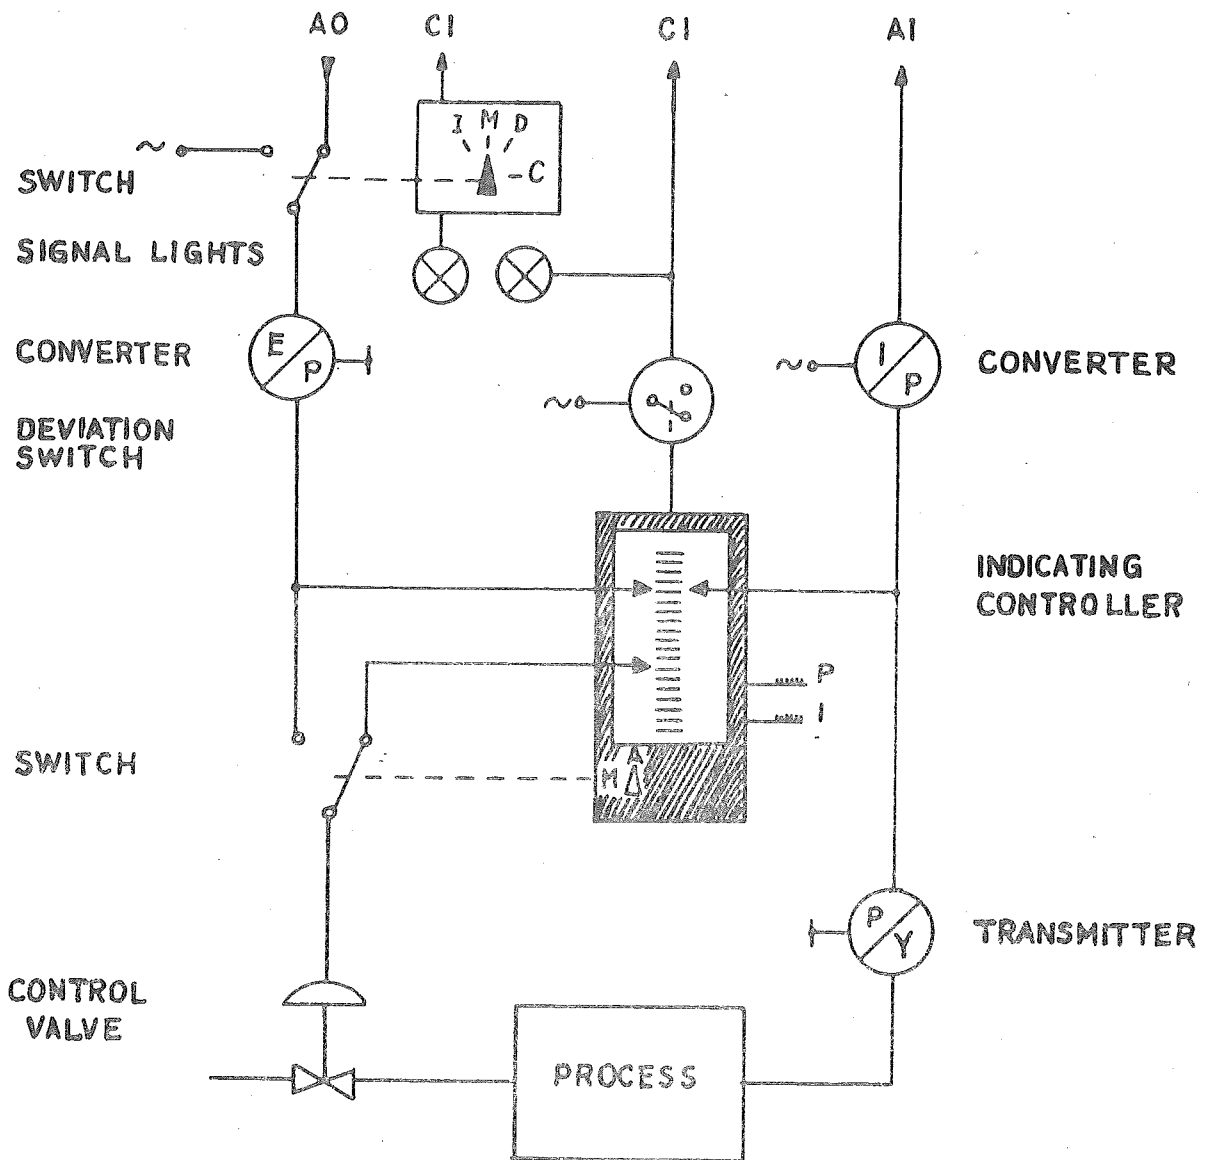 AO
CI
CI
AI
I M D
C
~
SWITCH
SIGNAL LIGHTS
CONVERTER
E
P
~
I
P
CONVERTER
~
DEVIATION
SWITCH
INDICATING
CONTROLLER
P
I
SWITCH
A
M
P
Y
TRANSMITTER
CONTROL
VALVE
PROCESS